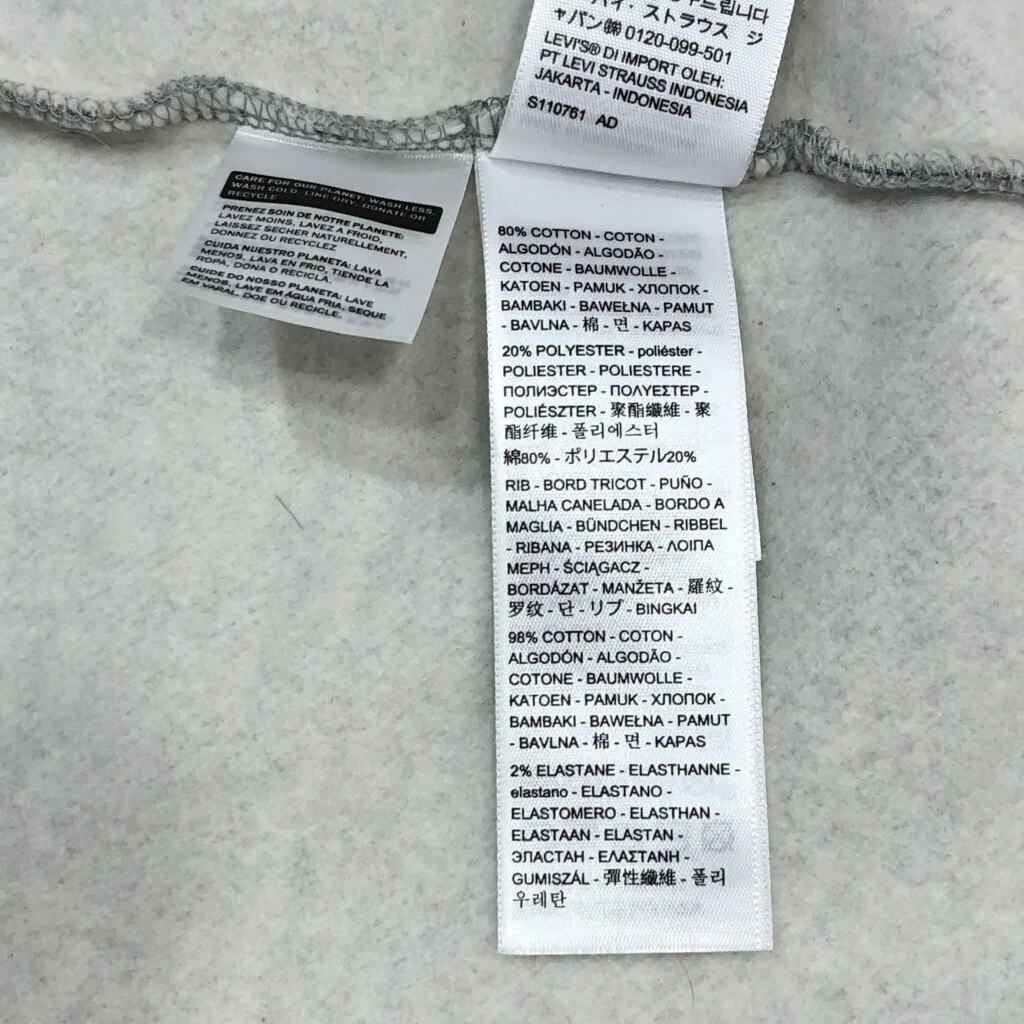 ャパン㈱ 0120-099-501
LEVI'S® DI IMPORT OLEH:
PT LEVI STRAUSS INDONESIA
JAKARTA - INDONESIA
S110761 AD
CARE FOR OUR PLANET: WASH LESS,
WASH COLD, LINE DRY, DONATE OR
RECYCLE
PRENEZ SOIN DE NOTRE PLANETE:
LAVEZ MOINS, LAVEZ A FROID,
LAISSEZ SECHER NATURELLEMENT,
DONNEZ OU RECYCLEZ
CUIDA NUESTRO PLANETA: LAVA
MENOS, LAVA EN FRIO, TIENDE LA
ROPA, DONA O RECICLA.
CUIDE DO NOSSO PLANETA: LAVE
MENOS, LAVE EM ÁGUA FRIA, SEQUE
EM VARAL, DOE OU RECICLE.
80% COTTON - COTON -
ALGODÓN - ALGODÃO -
COTONE - BAUMWOLLE -
KATOEN - PAMUK - ХЛОПОК -
BAMBAKI - BAWEŁNA - PAMUT
- BAVLNA - 棉 - 면 - KAPAS
20% POLYESTER - poliéster -
POLIESTER - POLIESTERE -
ПОЛИЭСТЕР - ΠΟΛΥΕΣΤΕΡ -
POLIÉSZTER - 聚酯纖維 - 聚
酯纤维 - 폴리에스터
綿80% - ポリエステル20%
RIB - BORD TRICOT - PUÑO -
MALHA CANELADA - BORDO A
MAGLIA - BÜNDCHEN - RIBBEL
- RIBANA - РЕЗИНКА - ΛΟΙΠΑ
ΜΕΡΗ - ŚCIĄGACZ -
BORDÁZAT - MANŽETA - 羅紋 -
罗纹 - 단 - リブ - BINGKAI
98% COTTON - COTON -
ALGODÓN - ALGODÃO -
COTONE - BAUMWOLLE -
KATOEN - PAMUK - ХЛОПОК -
BAMBAKI - BAWEŁNA - PAMUT
- BAVLNA - 棉 - 면 - KAPAS
2% ELASTANE - ELASTHANNE -
elastano - ELASTANO -
ELASTOMERO - ELASTHAN -
ELASTAAN - ELASTAN -
ЭЛАСТАН - ΕΛΑΣΤΑΝΗ -
GUMISZÁL - 彈性纖維 - 폴리
우레탄